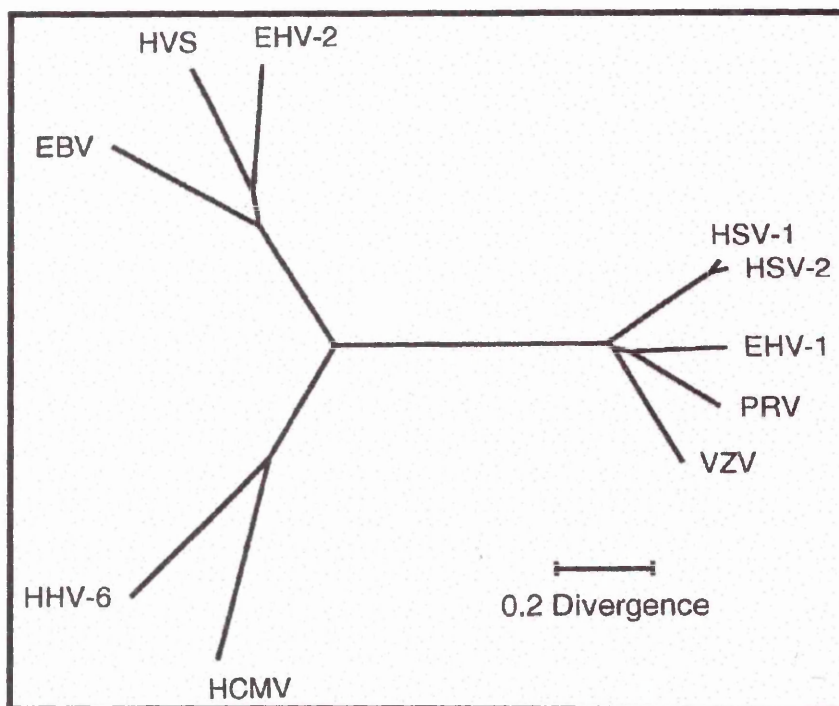 HVS
EHV-2
EBV
HSV-1
HSV-2
EHV-1
PRV
VZV
HHV-6
HCMV
0.2 Divergence